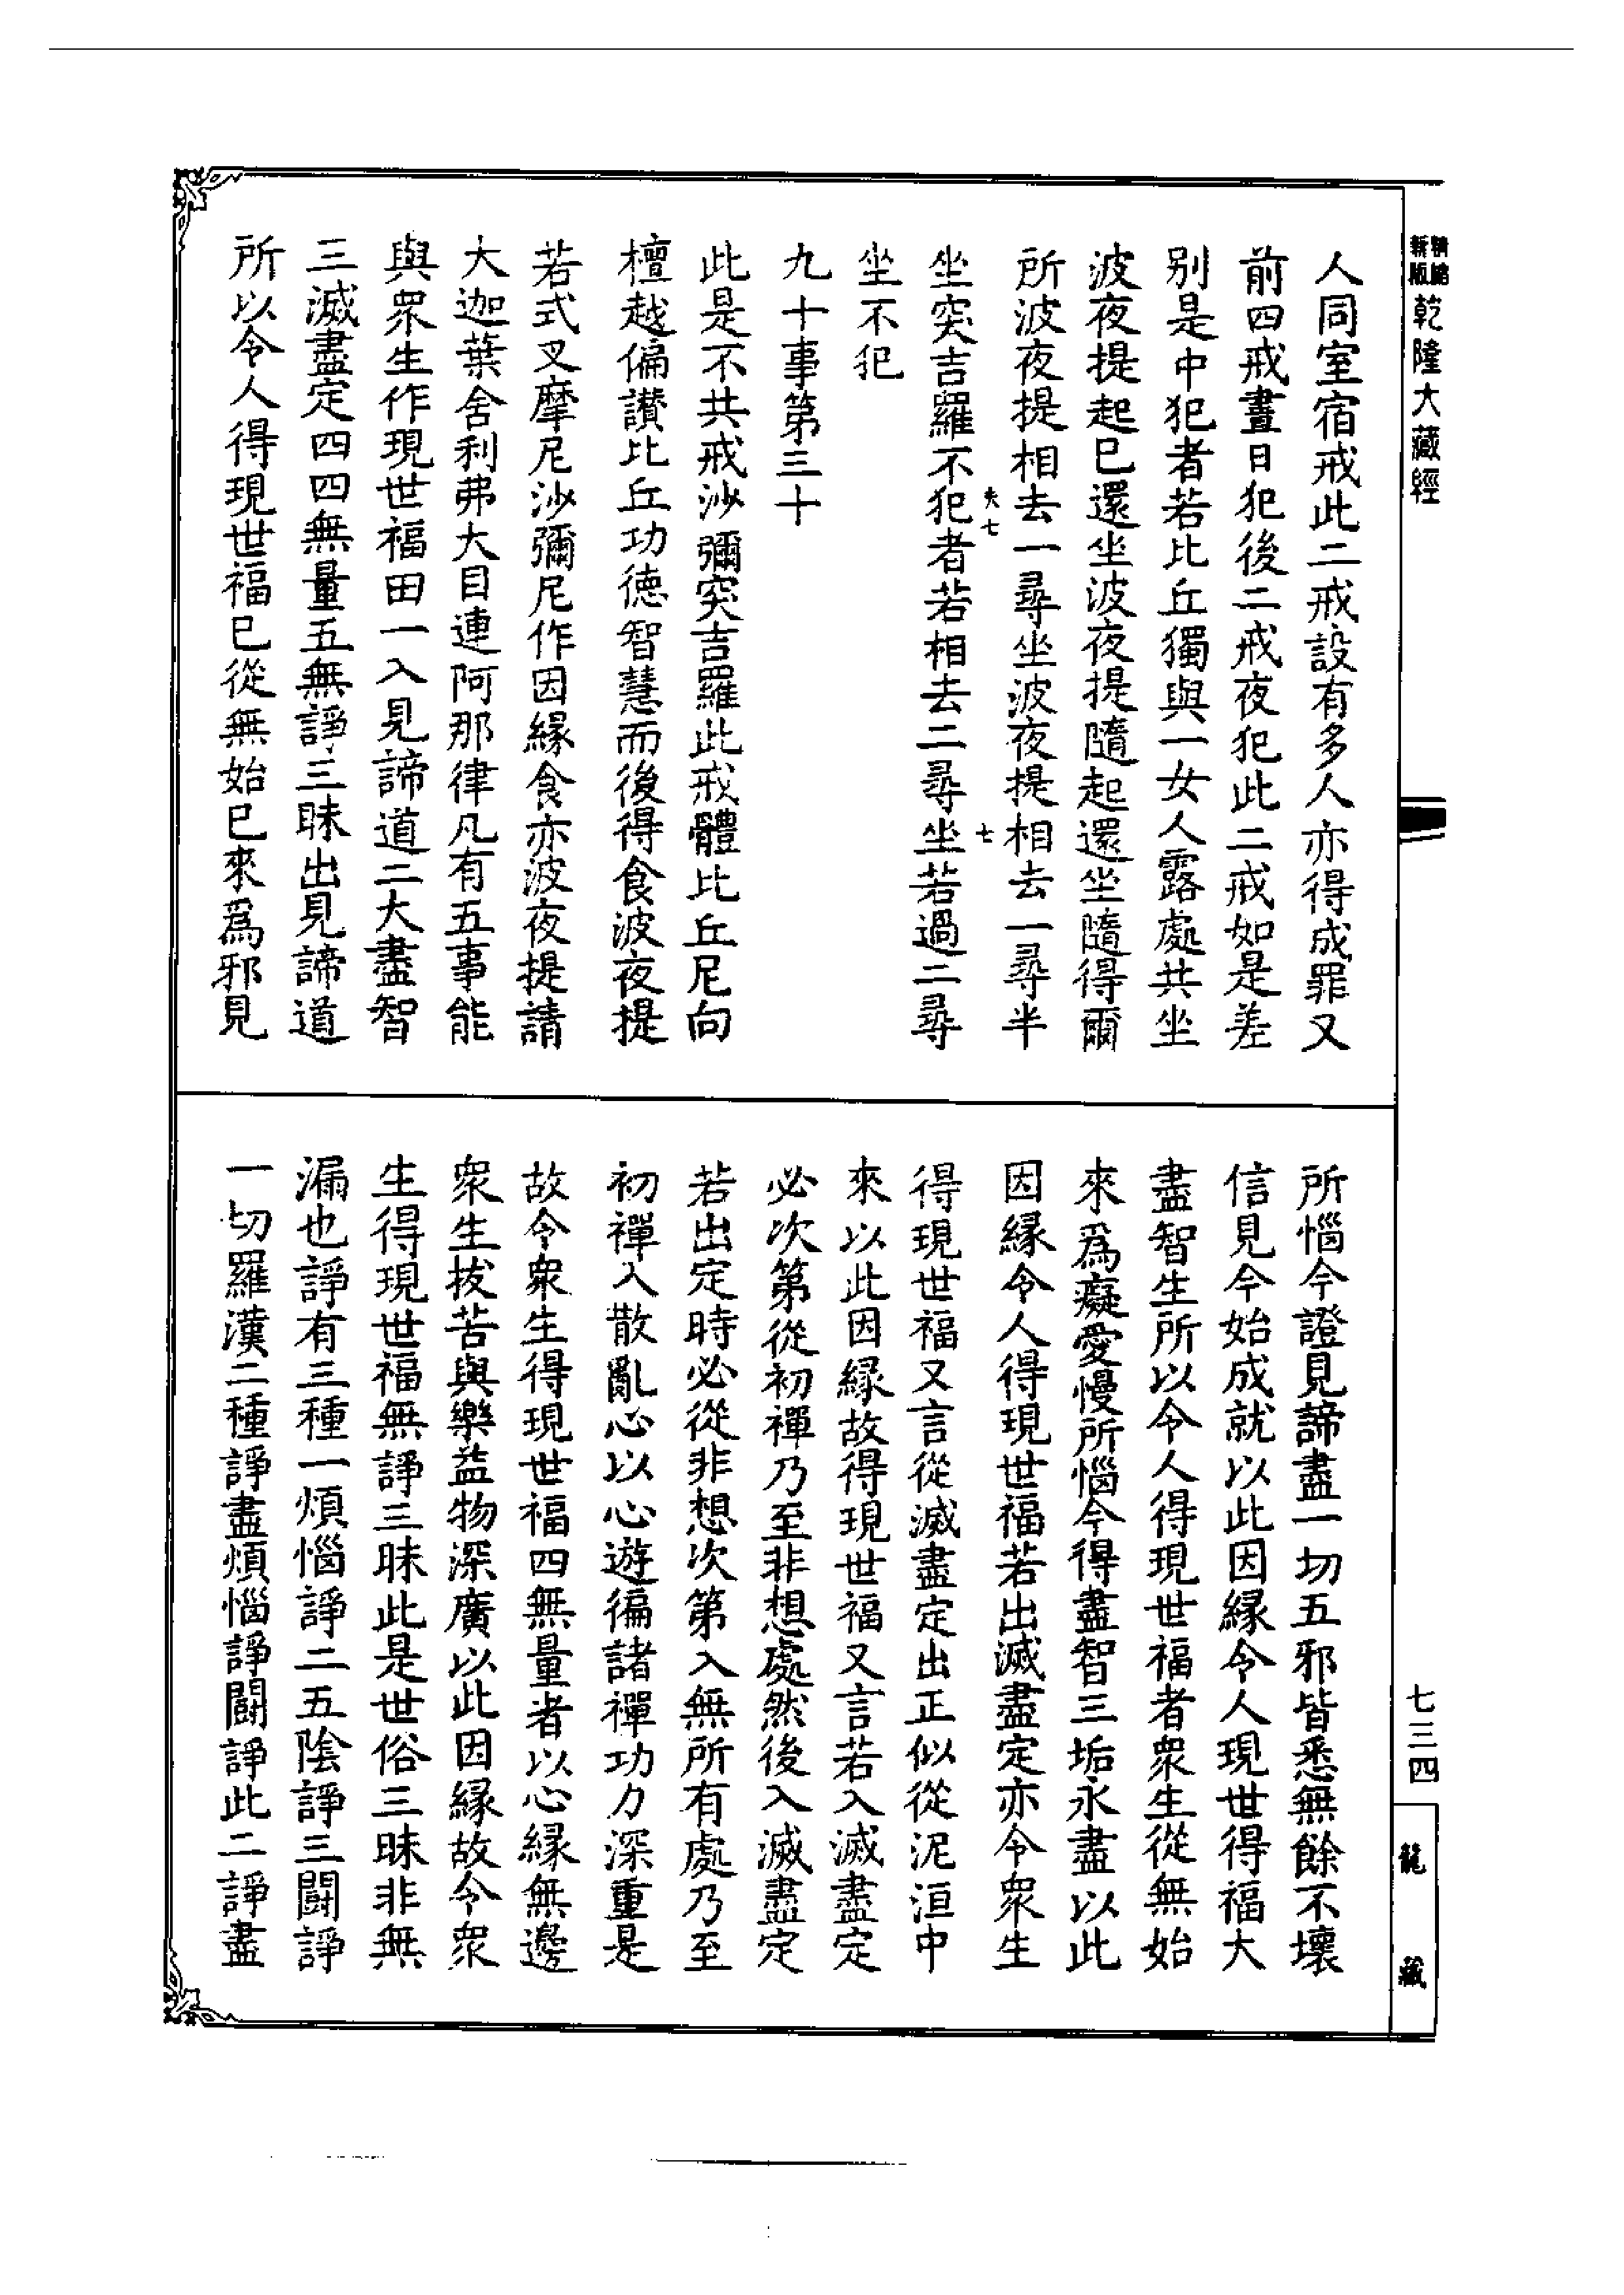 精縮
新版
乾隆大藏經
人同室宿戒此二戒設有多人亦得成罪又
前四戒晝日犯後二戒夜犯此二戒如是差
别是中犯者若比丘獨與一女人露處共坐
波夜提起已還坐波夜提隨起還坐隨得爾
所波夜提相去一尋坐波夜提相去一尋半
夾七
七
坐突吉羅不犯者若相去二尋坐若過二尋
坐不犯
九十事第三十
此是不共戒沙彌突吉羅此戒體比丘尼向
檀越偏讃比丘功德智慧而後得食波夜提
若式叉摩尼沙彌尼作因緣食亦波夜提請
大迦葉舍利弗大目連阿那律凡有五事能
與衆生作現世福田一入見諦道二大盡智
三滅盡定四四無量五無諍三昧出見諦道
所以令人得現世福已從無始已來爲邪見
所惱今證見諦盡一切五邪皆悉無餘不壞
信見今始成就以此因緣令人現世得福大
盡智生所以令人得現世福者衆生從無始
來爲癡愛慢所惱今得盡智三垢永盡以此
因緣令人得現世福若出滅盡定亦令衆生
得現世福又言從滅盡定出正似從泥洹中
來以此因緣故得現世福又言若入滅盡定
必次第從初禪乃至非想處然後入滅盡定
若出定時必從非想次第入無所有處乃至
初禪入散亂心以心遊徧諸禪功力深重是
故令衆生得現世福四無量者以心緣無邊
衆生拔苦與樂益物深廣以此因緣故令衆
生得現世福無諍三昧此是世俗三昧非無
漏也諍有三種一煩惱諍二五陰諍三鬪諍
一切羅漢二種諍盡煩惱諍鬪諍此二諍盡
七三四
龍藏